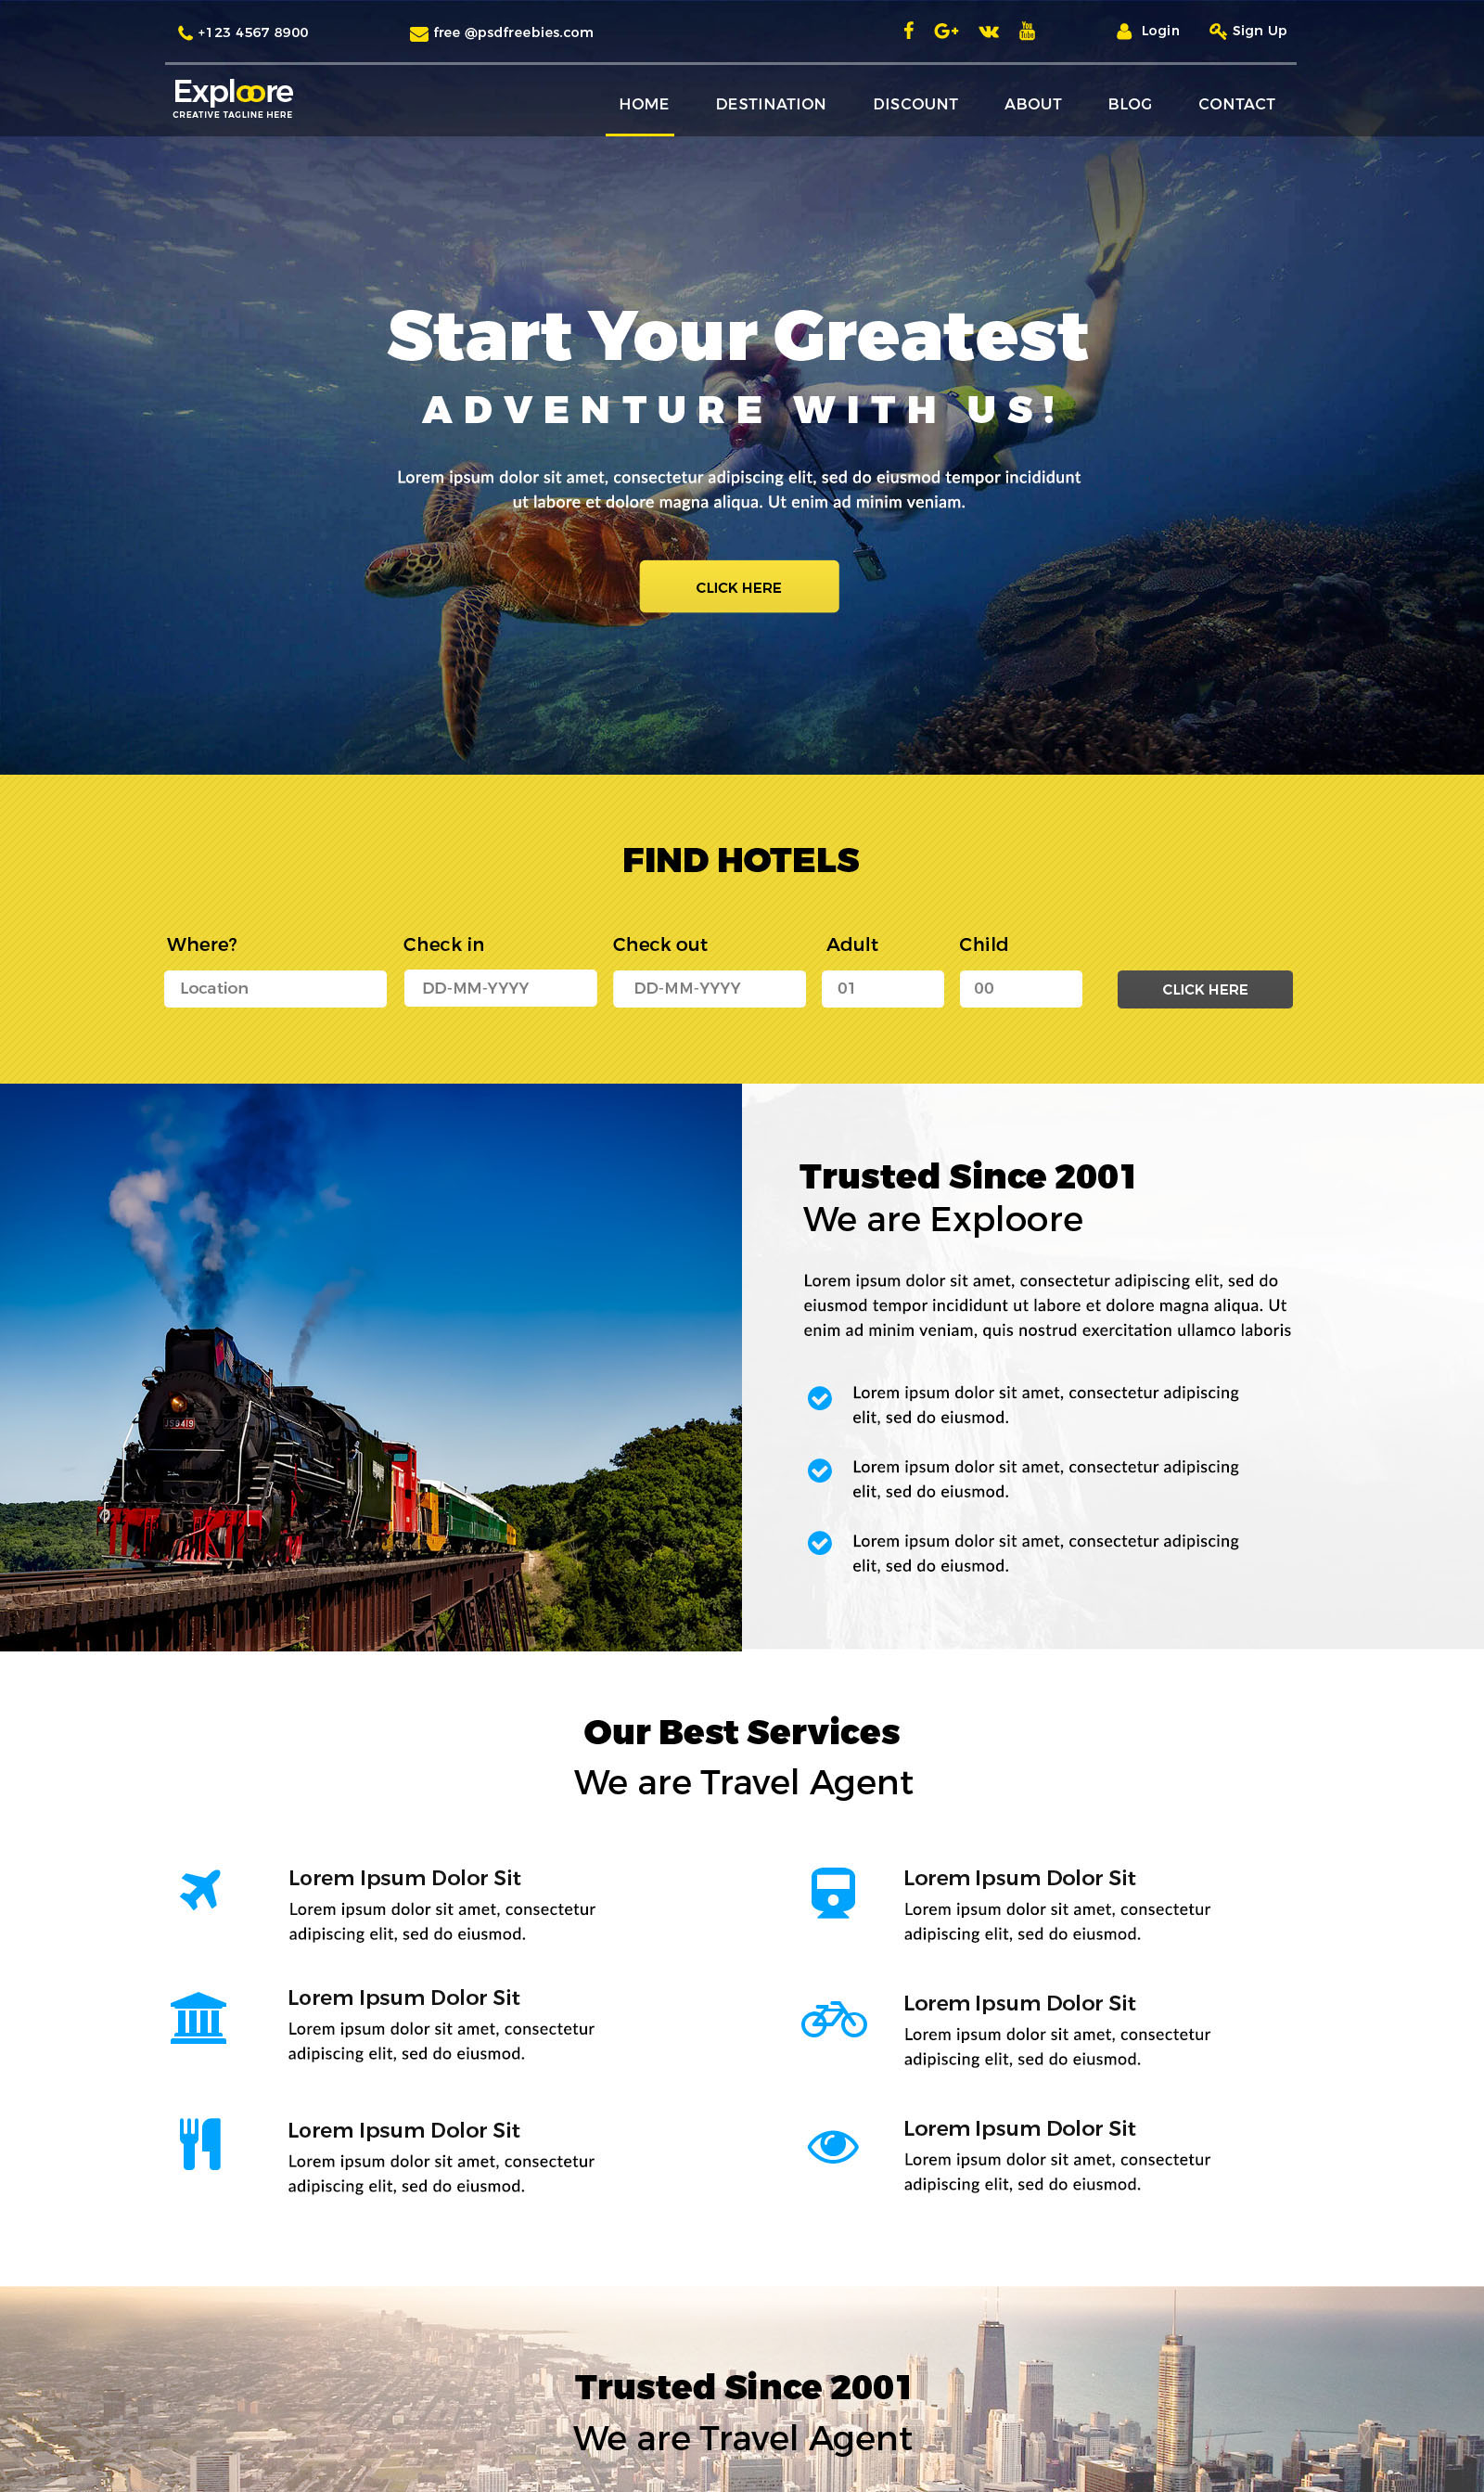 +123 4567 8900
free @psdfreebies.com
Login
Sign Up
Exploore
CREATIVE TAGLINE HERE
HOME
DESTINATION
DISCOUNT
ABOUT
BLOG
CONTACT
Start Your Greatest
ADVENTURE WITH US!
Lorem ipsum dolor sit amet, consectetur adipiscing elit, sed do eiusmod tempor incididunt
ut labore et dolore magna aliqua. Ut enim ad minim veniam.
CLICK HERE
FIND HOTELS
Where?
Check in
Check out
Adult
Child
Location
DD-MM-YYYY
DD-MM-YYYY
01
00
CLICK HERE
Trusted Since 2001
We are Exploore
Lorem ipsum dolor sit amet, consectetur adipiscing elit, sed do
eiusmod tempor incididunt ut labore et dolore magna aliqua. Ut
enim ad minim veniam, quis nostrud exercitation ullamco laboris
Lorem ipsum dolor sit amet, consectetur adipiscing
elit, sed do eiusmod.
Lorem ipsum dolor sit amet, consectetur adipiscing
elit, sed do eiusmod.
Lorem ipsum dolor sit amet, consectetur adipiscing
elit, sed do eiusmod.
Our Best Services
We are Travel Agent
Lorem Ipsum Dolor Sit
Lorem ipsum dolor sit amet, consectetur
adipiscing elit, sed do eiusmod.
Lorem Ipsum Dolor Sit
Lorem ipsum dolor sit amet, consectetur
adipiscing elit, sed do eiusmod.
Lorem Ipsum Dolor Sit
Lorem ipsum dolor sit amet, consectetur
adipiscing elit, sed do eiusmod.
Lorem Ipsum Dolor Sit
Lorem ipsum dolor sit amet, consectetur
adipiscing elit, sed do eiusmod.
Lorem Ipsum Dolor Sit
Lorem ipsum dolor sit amet, consectetur
adipiscing elit, sed do eiusmod.
Lorem Ipsum Dolor Sit
Lorem ipsum dolor sit amet, consectetur
adipiscing elit, sed do eiusmod.
Trusted Since 2001
We are Travel Agent